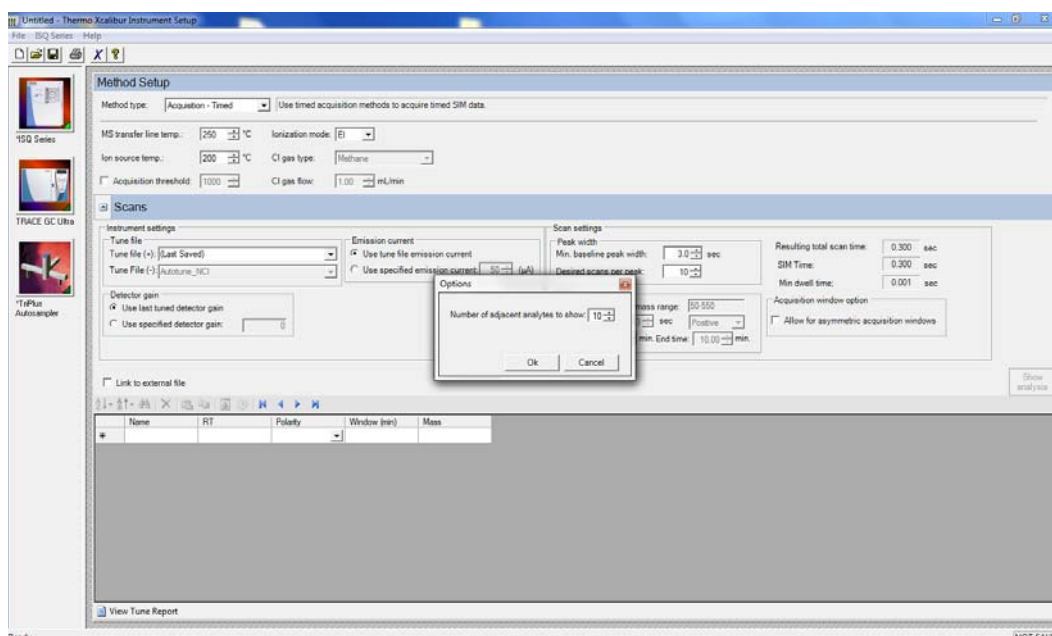 Untitled - Thermo Xcalibur Instrument Setup
File ISQ Series Help
Method Setup
Method type: Acquisition - Timed Use timed acquisition methods to acquire timed SIM data.
MS transfer line temp.: 250 °C Ionization mode: EI
Ion source temp.: 200 °C CI gas type: Methane
Acquisition threshold: 1000 CI gas flow: 1.00 mL/min
*ISQ Series
TRACE GC Ultra
*TriPlus
Autosampler
Scans
Instrument settings
Tune file
Tune file (+): (Last Saved)
Tune File (-): Autotune_NCI
Emission current
Use tune file emission current
Use specified emission current: 50 (µA)
Detector gain
Use last tuned detector gain
Use specified detector gain: 0
Scan settings
Peak width
Min. baseline peak width: 3.0 sec
Desired scans per peak: 10
Resulting total scan time: 0.300 sec
SIM Time: 0.300 sec
Min dwell time: 0.001 sec
mass range: 50-550
sec Positive
min. End time: 10.00 min.
Acquisition window option
Allow for asymmetric acquisition windows
Options
Number of adjacent analytes to show: 10
Ok Cancel
Link to external file
Show
analysis
Name RT Polarity Window (min) Mass
View Tune Report